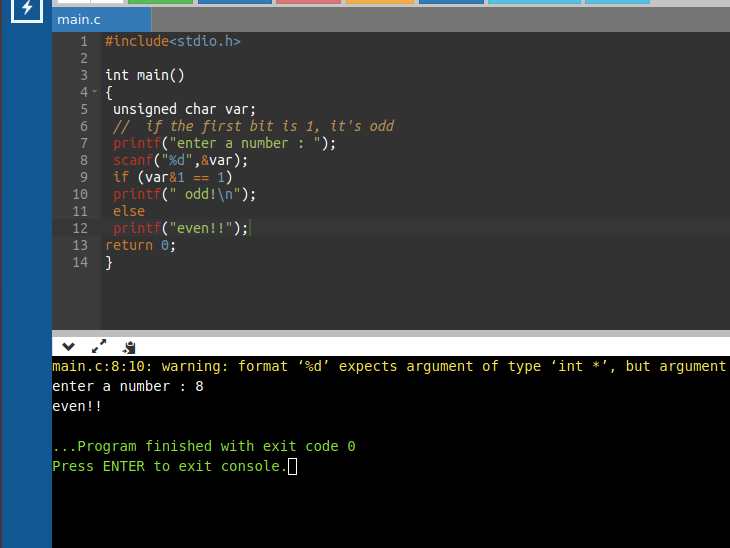 main.c
1 #include<stdio.h>
2
3 int main()
4 {
5 unsigned char var;
6 //  if the first bit is 1, it's odd
7 printf("enter a number : ");
8 scanf("%d",&var);
9 if (var&1 == 1)
10 printf(" odd!\n");
11 else
12 printf("even!!");
13 return 0;
14 }
main.c:8:10: warning: format ‘%d’ expects argument of type ‘int *’, but argument
enter a number : 8
even!!
...Program finished with exit code 0
Press ENTER to exit console.